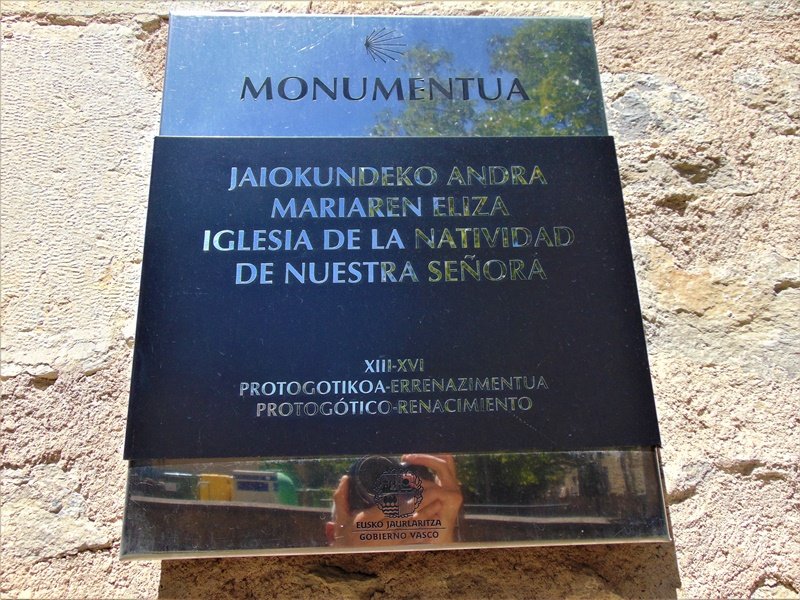 MONUMENTUA
JAIOKUNDEKO ANDRA
MARIAREN ELIZA
IGLESIA DE LA NATIVIDAD
DE NUESTRA SEÑORA
XIII-XVI
PROTOGOTIKOA-ERRENAZIMENTUA
PROTOGÓTICO-RENACIMIENTO
EUSKO JAURLARITZA
GOBIERNO VASCO